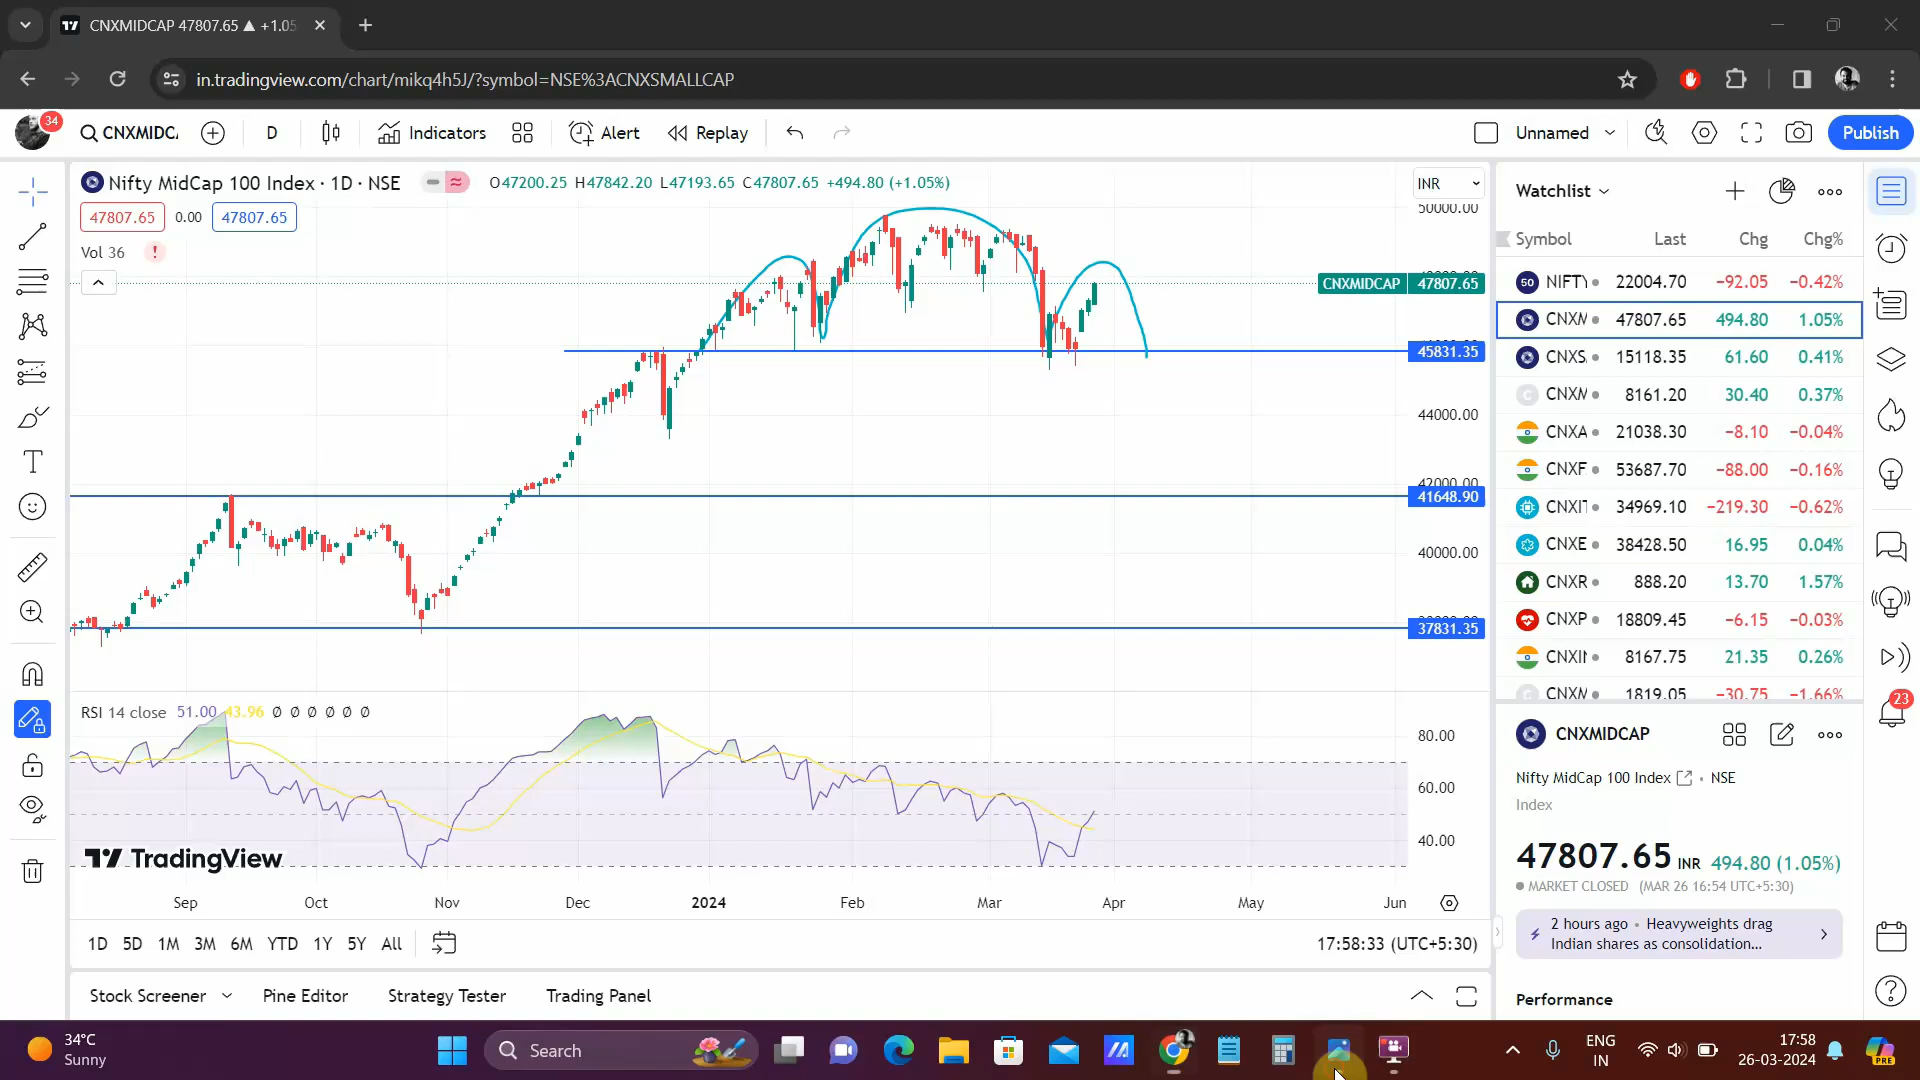 CNXMIDCAP 47807.65 ▲ +1.05
in.tradingview.com/chart/mikq4h5J/?symbol=NSE%3ACNXSMALLCAP
34
CNXMIDC
D
Indicators
Alert
Replay
Unnamed
Publish
Nifty MidCap 100 Index · 1D · NSE
O47200.25 H47842.20 L47193.65 C47807.65 +494.80 (+1.05%)
INR
47807.65 0.00 47807.65
Vol 36
50000.00
CNXMIDCAP 47807.65
45831.35
44000.00
42000.00
41648.90
40000.00
37831.35
RSI 14 close 51.00 43.96 Ø Ø Ø Ø Ø Ø
80.00
60.00
40.00
TradingView
Sep Oct Nov Dec 2024 Feb Mar Apr May Jun
1D 5D 1M 3M 6M YTD 1Y 5Y All
17:58:33 (UTC+5:30)
Stock Screener Pine Editor Strategy Tester Trading Panel
Watchlist
Symbol Last Chg Chg%
50 NIFTY 22004.70 −92.05 −0.42%
CNXM 47807.65 494.80 1.05%
CNXS 15118.35 61.60 0.41%
C CNXM 8161.20 30.40 0.37%
CNXA 21038.30 −8.10 −0.04%
CNXF 53687.70 −88.00 −0.16%
CNXIT 34969.10 −219.30 −0.62%
CNXE 38428.50 16.95 0.04%
CNXR 888.20 13.70 1.57%
CNXP 18809.45 −6.15 −0.03%
CNXIN 8167.75 21.35 0.26%
C CNXM 1819.05 −30.75 −1.66%
23
CNXMIDCAP
Nifty MidCap 100 Index • NSE
Index
47807.65 INR 494.80 (1.05%)
MARKET CLOSED (MAR 26 16:54 UTC+5:30)
2 hours ago • Heavyweights drag
Indian shares as consolidation...
Performance
34°C
Sunny
Search
ENG
IN
17:58
26-03-2024
PRE